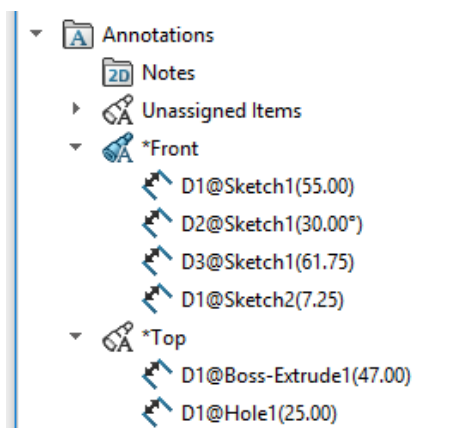 Annotations
2D Notes
Unassigned Items
*Front
D1@Sketch1(55.00)
D2@Sketch1(30.00°)
D3@Sketch1(61.75)
D1@Sketch2(7.25)
*Top
D1@Boss-Extrude1(47.00)
D1@Hole1(25.00)